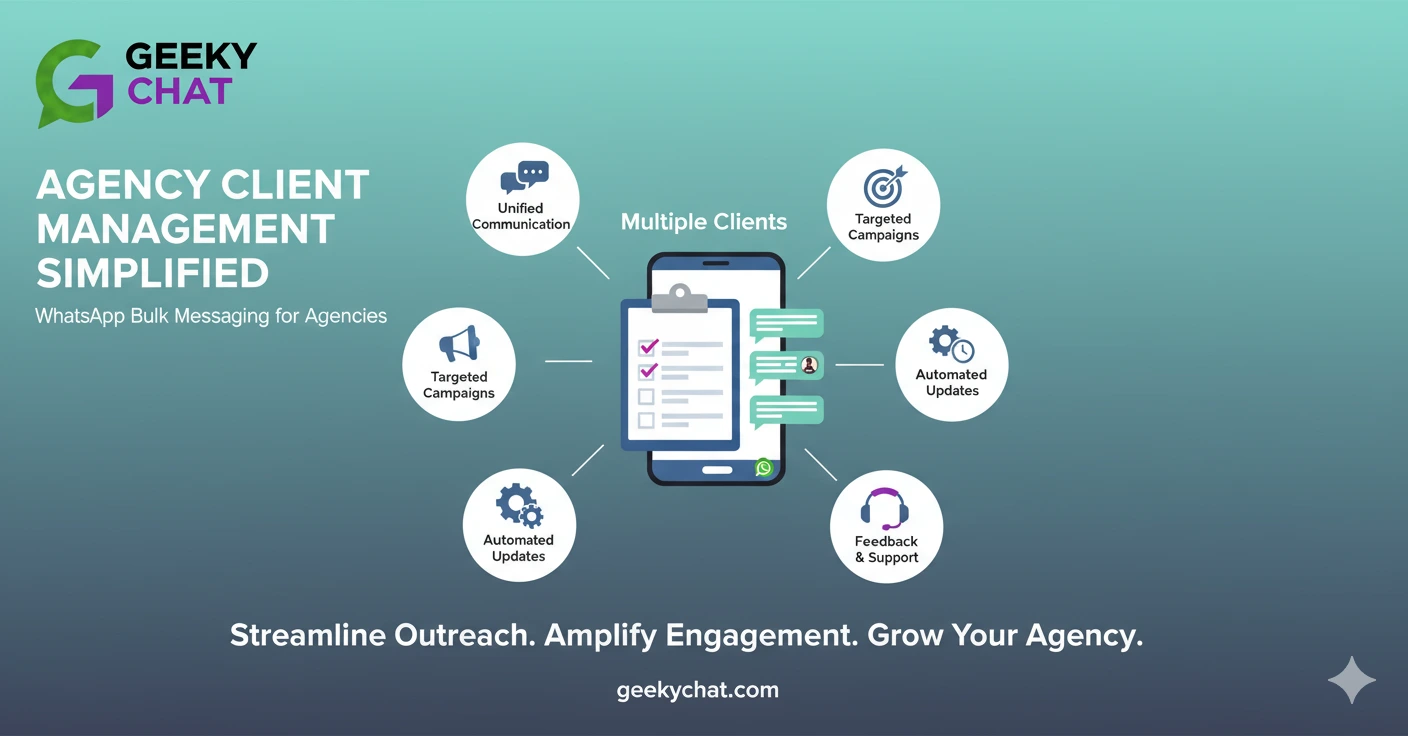 GEEKY
CHAT
AGENCY CLIENT
MANAGEMENT
SIMPLIFIED
WhatsApp Bulk Messaging for Agencies
Unified
Communication
Multiple Clients
Targeted
Campaigns
Targeted
Campaigns
Automated
Updates
Automated
Updates
Feedback
& Support
Streamline Outreach. Amplify Engagement. Grow Your Agency.
geekychat.com